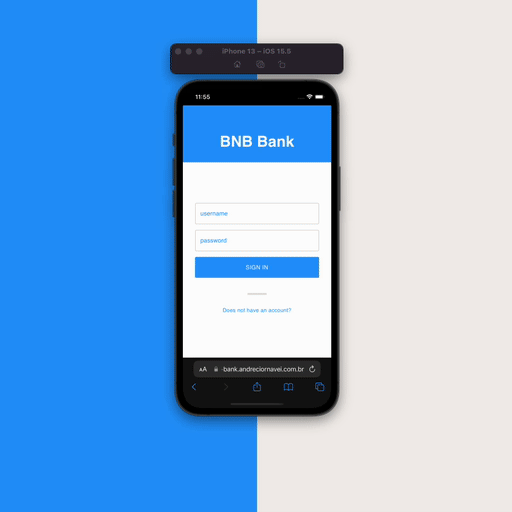 iPhone 13 – iOS 15.5
11:55
BNB Bank
username
password
SIGN IN
Does not have an account?
AA
bank.andreciornavei.com.br